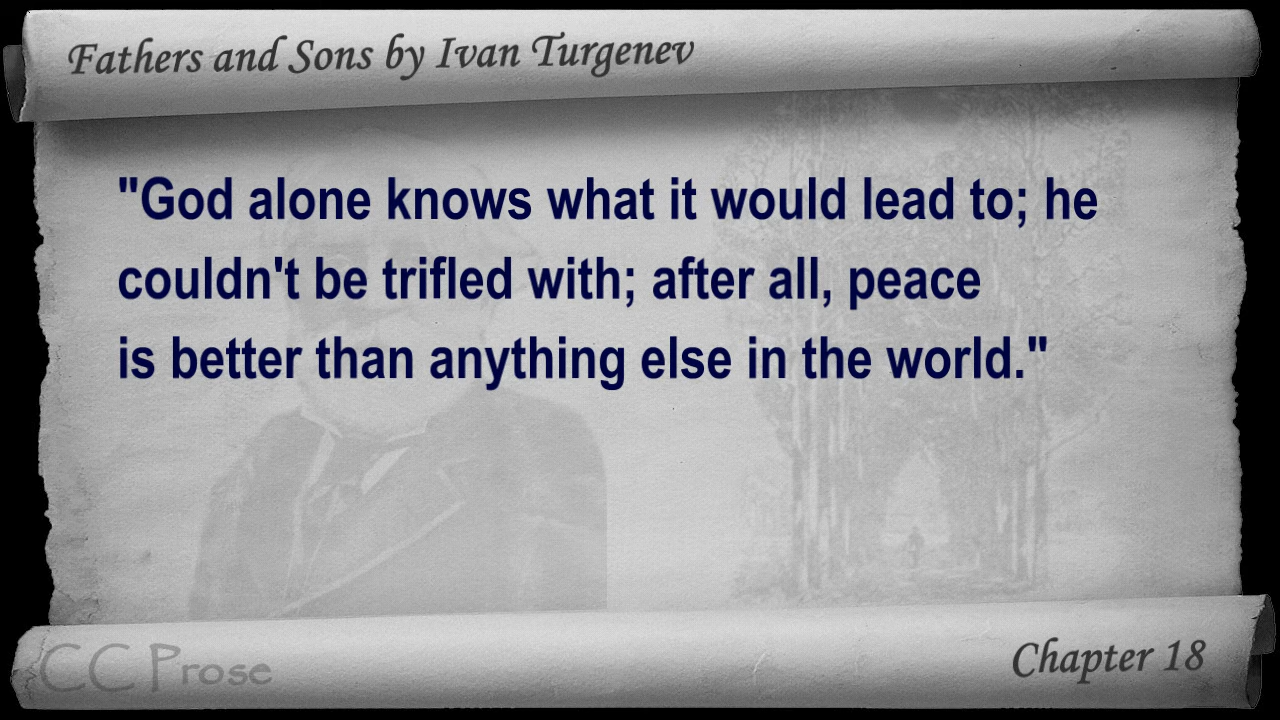 Fathers and Sons by Ivan Turgenev
"God alone knows what it would lead to; he
couldn't be trifled with; after all, peace
is better than anything else in the world."
CC Prose
Chapter 18